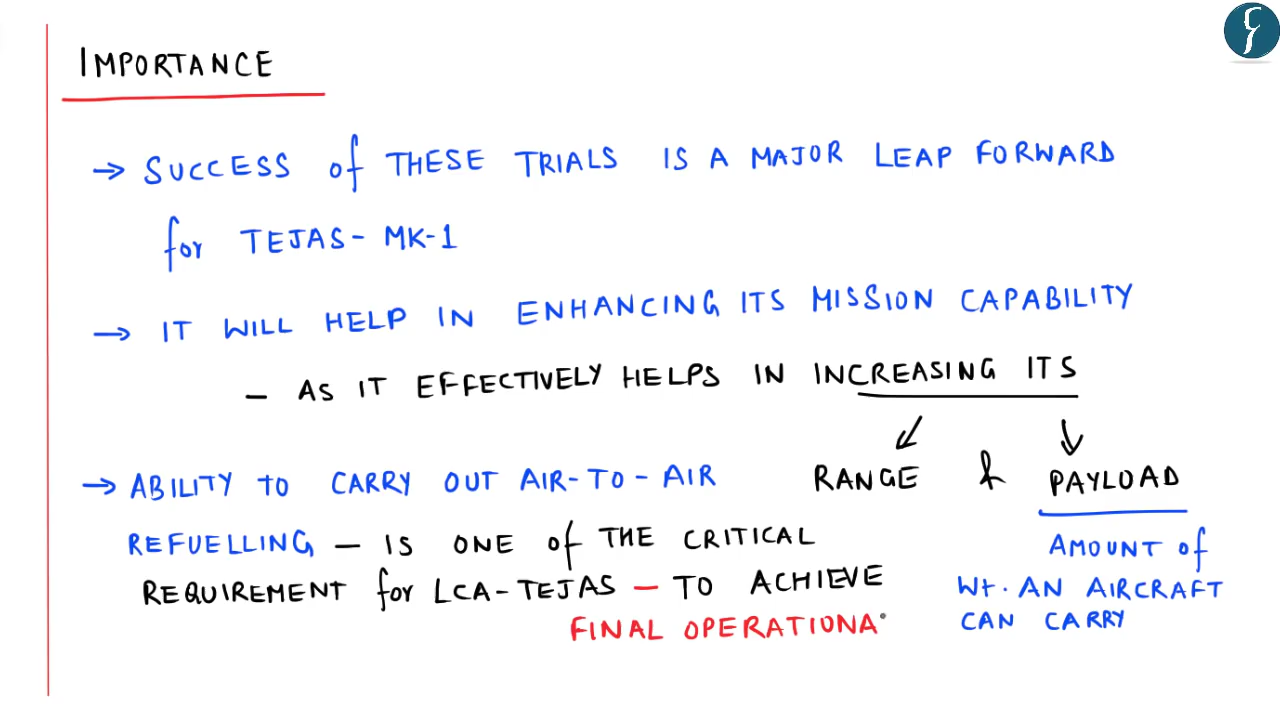 IMPORTANCE
→ SUCCESS of THESE TRIALS IS A MAJOR LEAP FORWARD
for TEJAS - MK-1
→ IT WILL HELP IN ENHANCING ITS MISSION CAPABILITY
- AS IT EFFECTIVELY HELPS IN INCREASING ITS
RANGE & PAYLOAD
AMOUNT of
Wt. AN AIRCRAFT
CAN CARRY
→ ABILITY TO CARRY OUT AIR-TO-AIR
REFUELLING - IS ONE of THE CRITICAL
REQUIREMENT for LCA-TEJAS - TO ACHIEVE
FINAL OPERATIONA